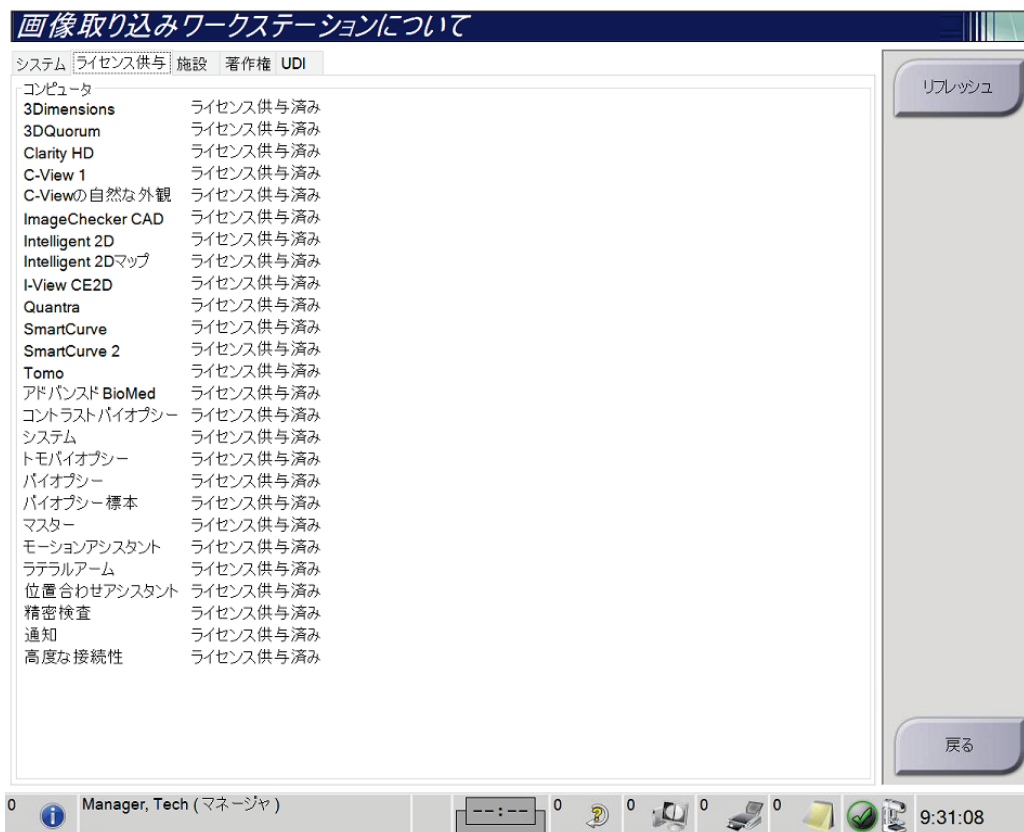 画像取り込みワークステーションについて
システム ライセンス供与 施設 著作権 UDI
リフレッシュ
コンピュータ
3Dimensions ライセンス供与済み
3DQuorum ライセンス供与済み
Clarity HD ライセンス供与済み
C-View 1 ライセンス供与済み
C-Viewの自然な外観 ライセンス供与済み
ImageChecker CAD ライセンス供与済み
Intelligent 2D ライセンス供与済み
Intelligent 2Dマップ ライセンス供与済み
I-View CE2D ライセンス供与済み
Quantra ライセンス供与済み
SmartCurve ライセンス供与済み
SmartCurve 2 ライセンス供与済み
Tomo ライセンス供与済み
アドバンスド BioMed ライセンス供与済み
コントラストバイオプシー ライセンス供与済み
システム ライセンス供与済み
トモバイオプシー ライセンス供与済み
バイオプシー ライセンス供与済み
バイオプシー標本 ライセンス供与済み
マスター ライセンス供与済み
モーションアシスタント ライセンス供与済み
ラテラルアーム ライセンス供与済み
位置合わせアシスタント ライセンス供与済み
精密検査 ライセンス供与済み
通知 ライセンス供与済み
高度な接続性 ライセンス供与済み
戻る
0 Manager, Tech (マネージャ) --:-- 0 0 0 0 9:31:08